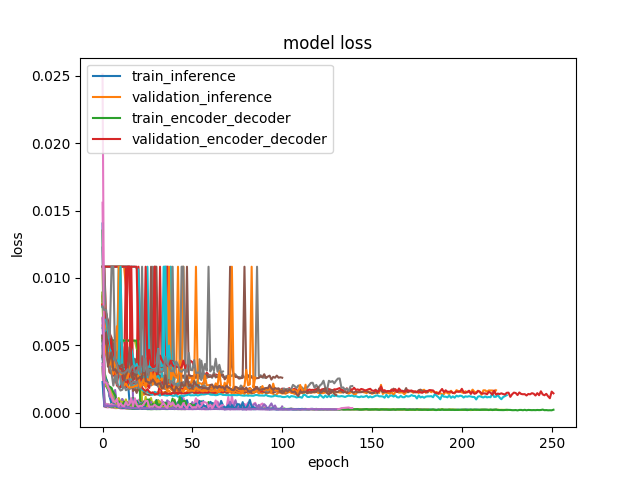 model loss
train_inference
validation_inference
train_encoder_decoder
validation_encoder_decoder
0.025
0.020
0.015
0.010
0.005
0.000
loss
0 50 100 150 200 250
epoch